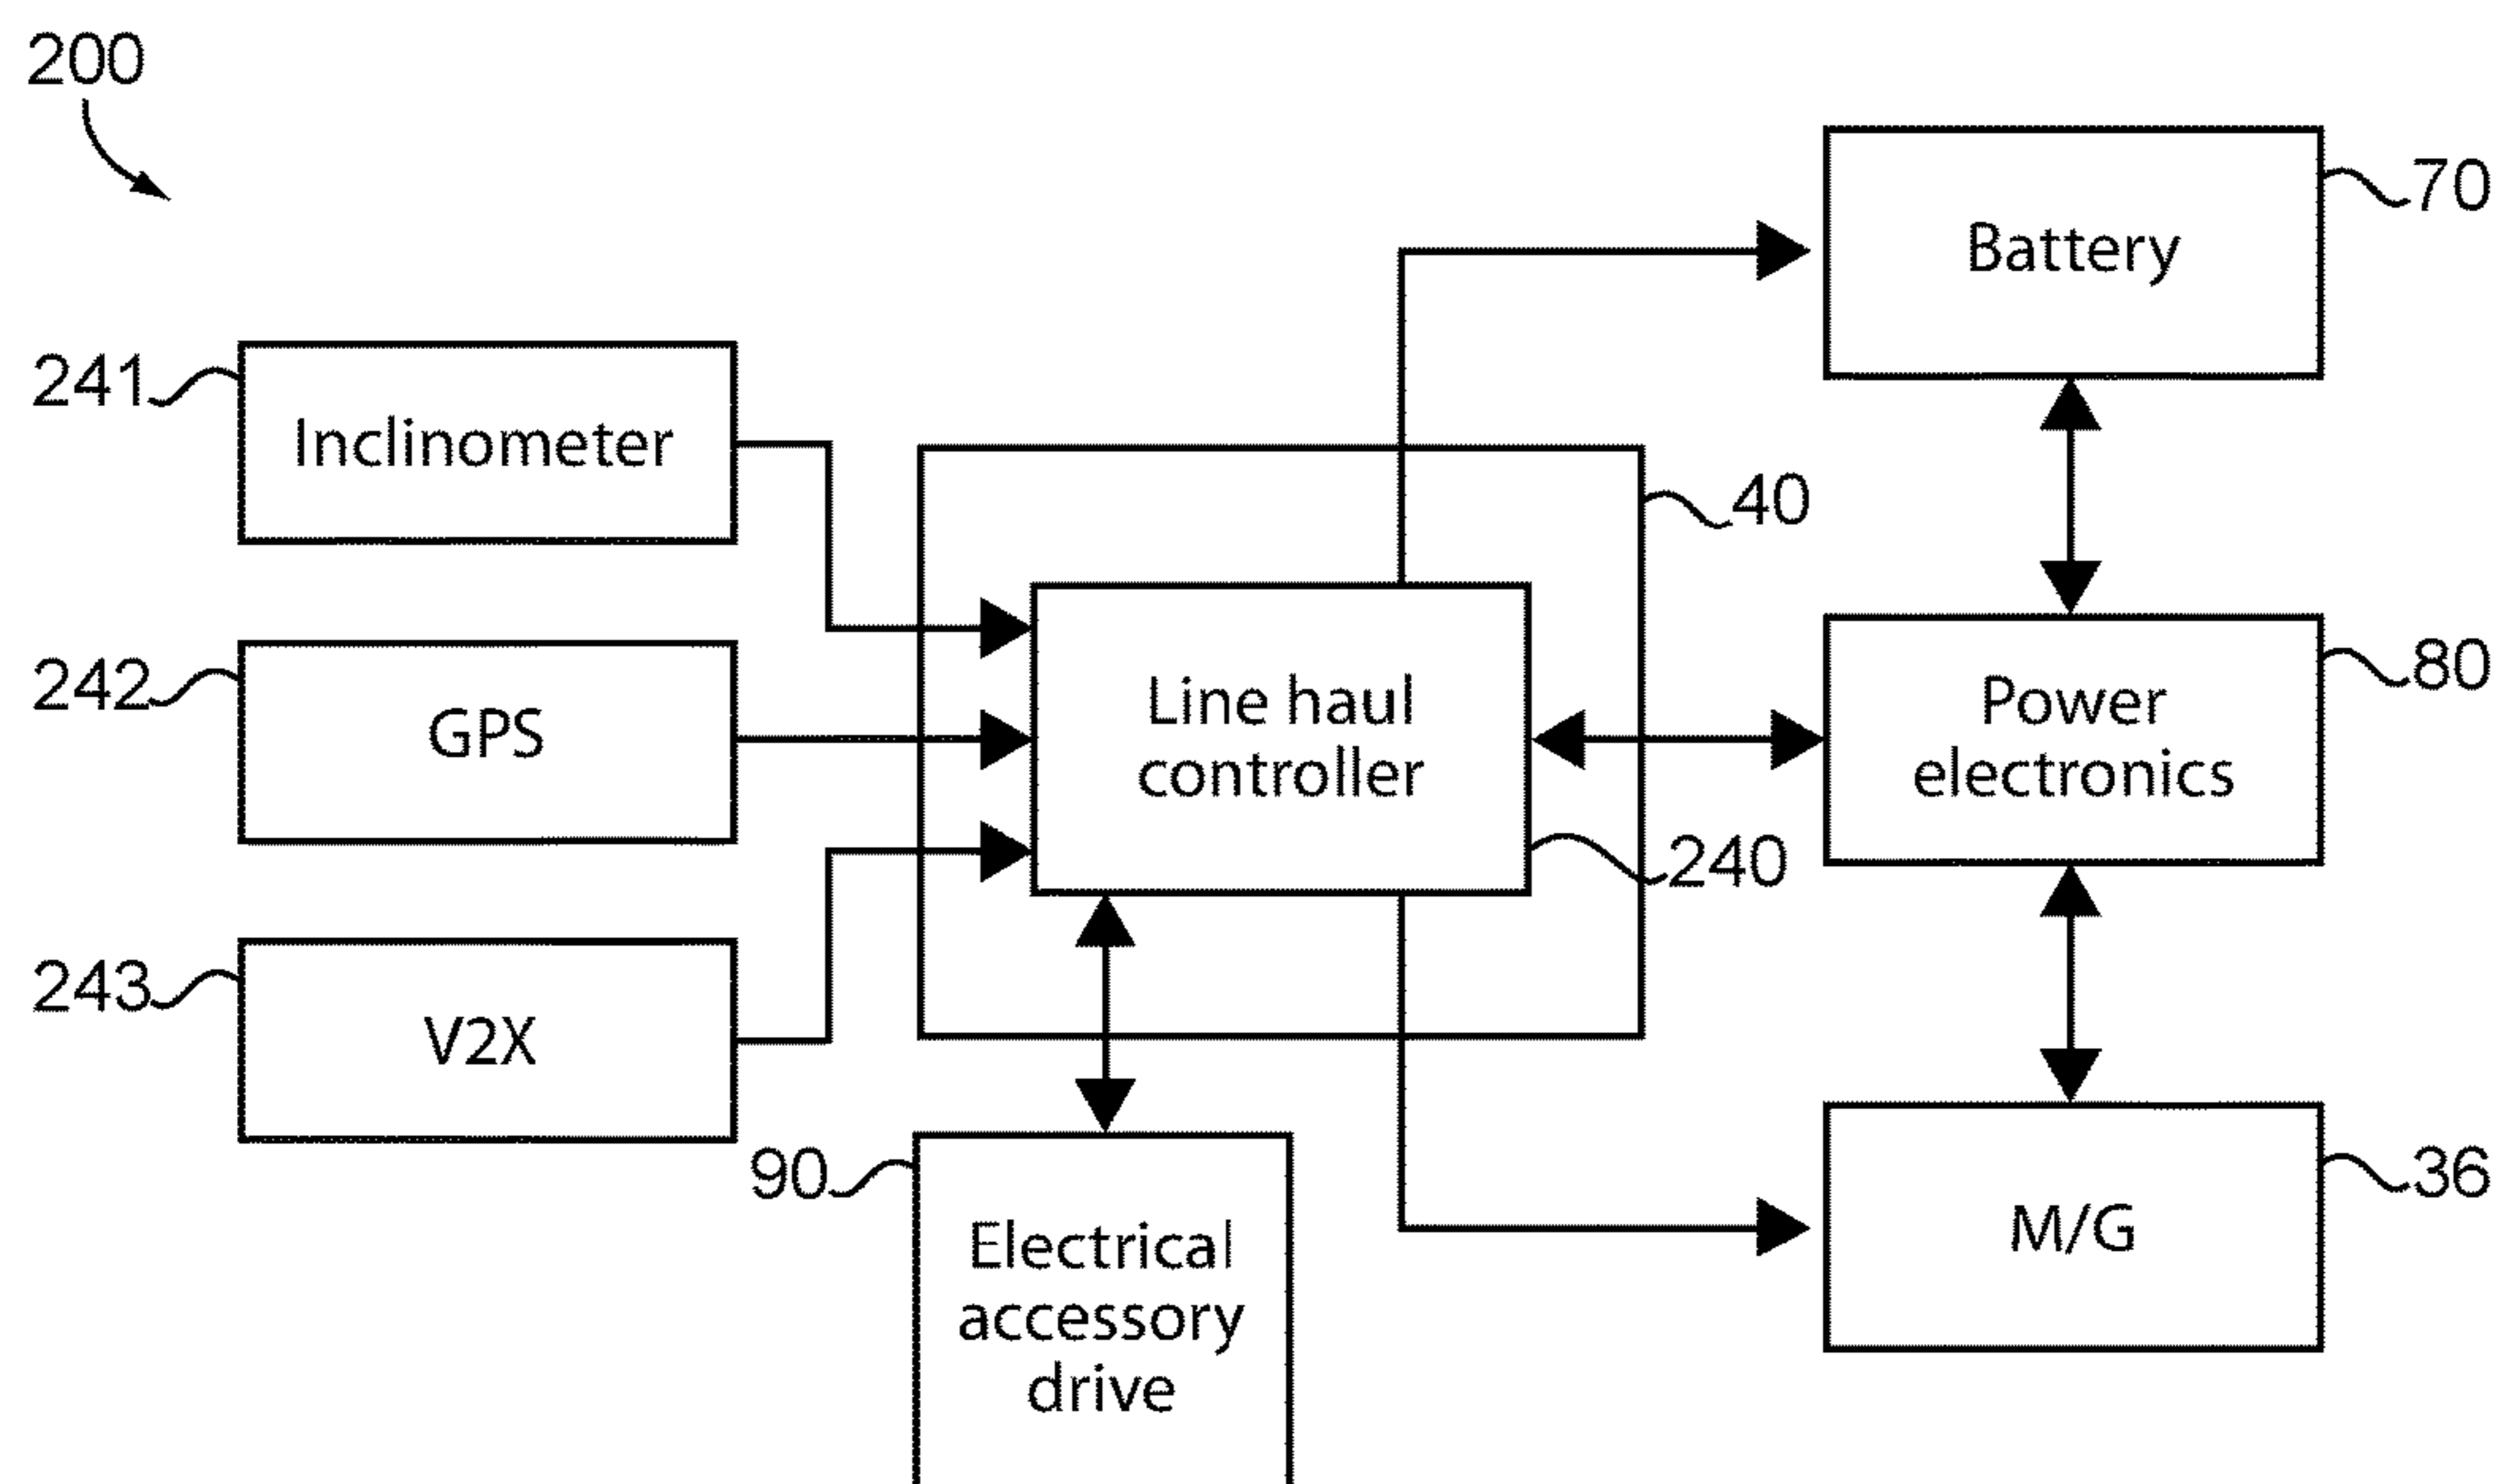 200
Battery
70
241
Inclinometer
40
242
GPS
Line haul
controller
Power
electronics
80
240
243
V2X
90
Electrical
accessory
drive
M/G
36